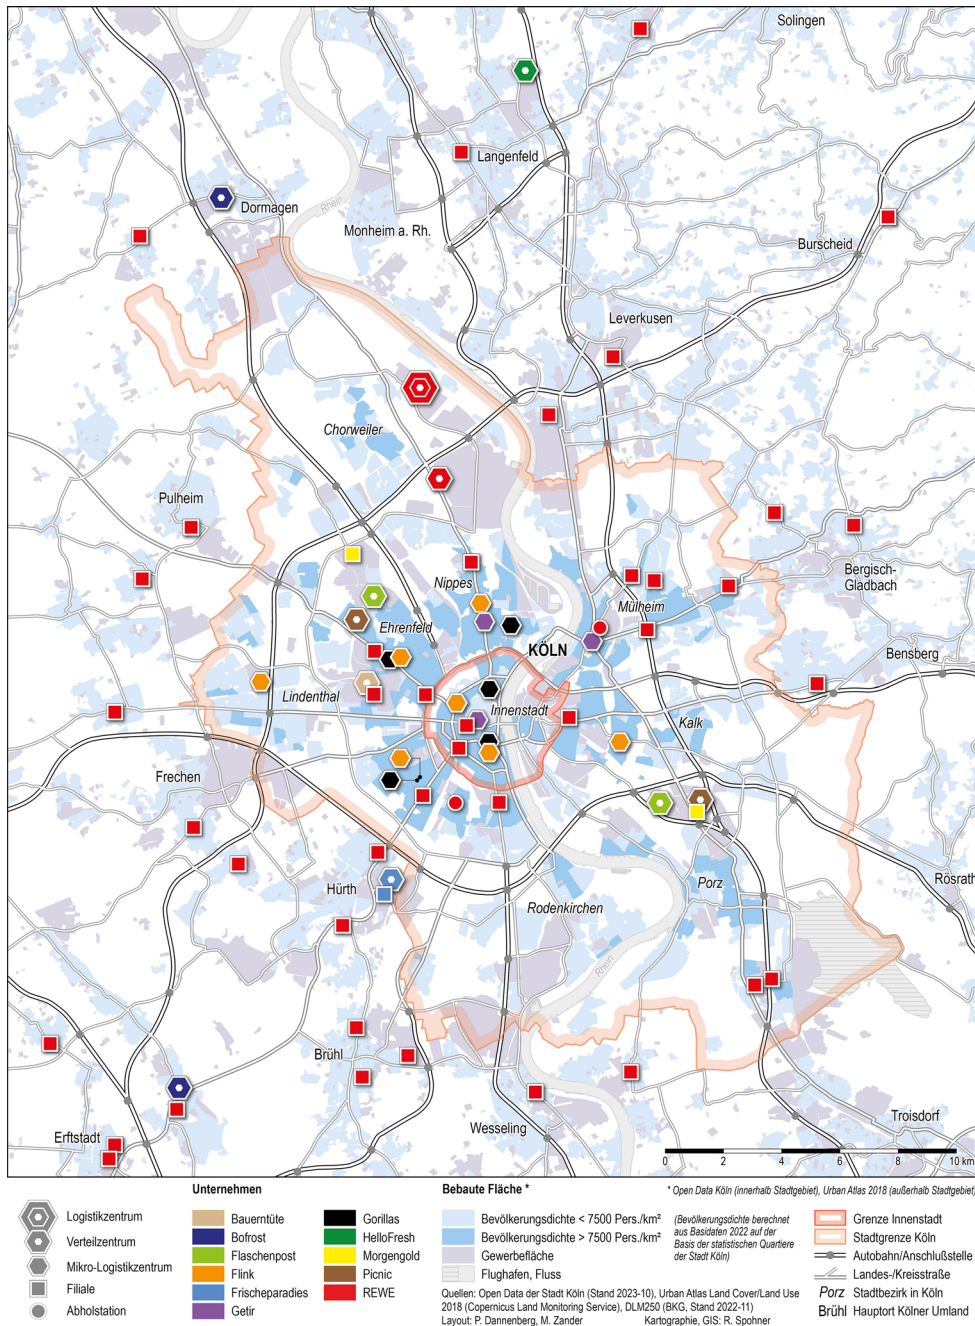 Solingen
Langenfeld
Dormagen
Rhein
Monheim a. Rh.
Burscheid
Leverkusen
Chorweiler
Pulheim
Bergisch-
Gladbach
Nippes
Mülheim
Ehrenfeld
KÖLN
Bensberg
Lindenthal
Innenstadt
Kalk
Frechen
Hürth
Porz
Rösrath
Rodenkirchen
Rhein
Brühl
Wesseling
Troisdorf
Erftstadt
0 2 4 6 8 10 km
Logistikzentrum
Verteilzentrum
Mikro-Logistikzentrum
Filiale
Abholstation
Unternehmen
Bauerntüte
Bofrost
Flaschenpost
Flink
Frischeparadies
Getir
Gorillas
HelloFresh
Morgengold
Picnic
REWE
Bebaute Fläche *
Bevölkerungsdichte < 7500 Pers./km²
Bevölkerungsdichte > 7500 Pers./km²
Gewerbefläche
Flughafen, Fluss
* Open Data Köln (innerhalb Stadtgebiet), Urban Atlas 2018 (außerhalb Stadtgebiet)
(Bevölkerungsdichte berechnet
aus Basidaten 2022 auf der
Basis der statistischen Quartiere
der Stadt Köln)
Quellen: Open Data der Stadt Köln (Stand 2023-10), Urban Atlas Land Cover/Land Use
2018 (Copernicus Land Monitoring Service), DLM250 (BKG, Stand 2022-11)
Layout: P. Dannenberg, M. Zander Kartographie, GIS: R. Spohner
Grenze Innenstadt
Stadtgrenze Köln
Autobahn/Anschlußstelle
Landes-/Kreisstraße
Porz Stadtbezirk in Köln
Brühl Hauptort Kölner Umland